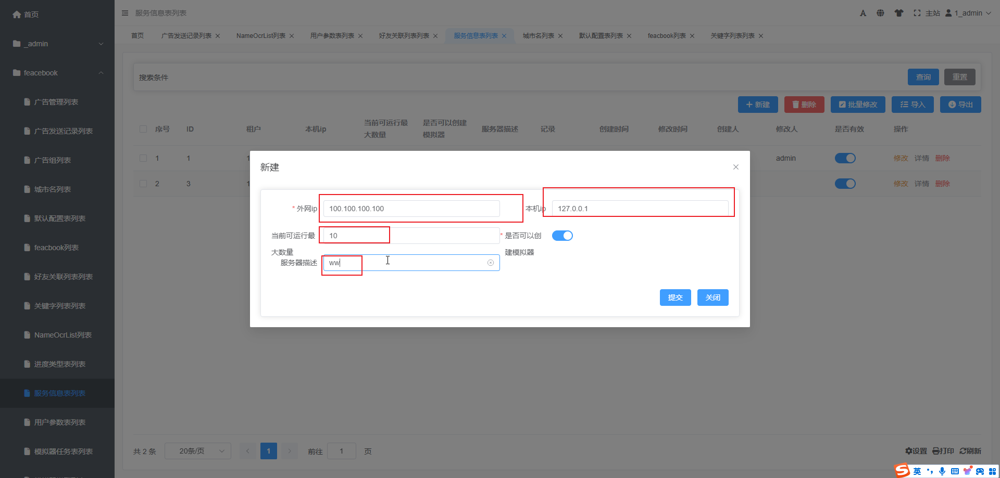 首页
_admin
feacebook
广告管理列表
广告发送记录列表
广告组列表
城市名列表
默认配置表列表
feacbook列表
好友关联列表列表
关键字列表列表
NameOcrList列表
进度类型表列表
服务信息表列表
用户参数表列表
模拟器任务表列表
服务信息表列表
主站 1_admin
首页 广告发送记录列表 NameOcrList列表 用户参数表列表 好友关联列表列表 服务信息表列表 城市名列表 默认配置表列表 feacbook列表 关键字列表列表
搜索条件 查询 重置
新建 删除 批量修改 导入 导出
序号 ID 租户 本机ip 当前可运行最大数量 是否可以创建模拟器 服务器描述 记录 创建时间 修改时间 创建人 修改人 是否有效 操作
1 1 1 admin 修改 详情 删除
2 3 1 修改 详情 删除
新建
* 外网ip 100.100.100.100 本机ip 127.0.0.1
当前可运行最大数量 10 * 是否可以创建模拟器
服务器描述 ww
提交 关闭
共 2 条 20条/页 1 前往 1 页
设置 打印 刷新
英